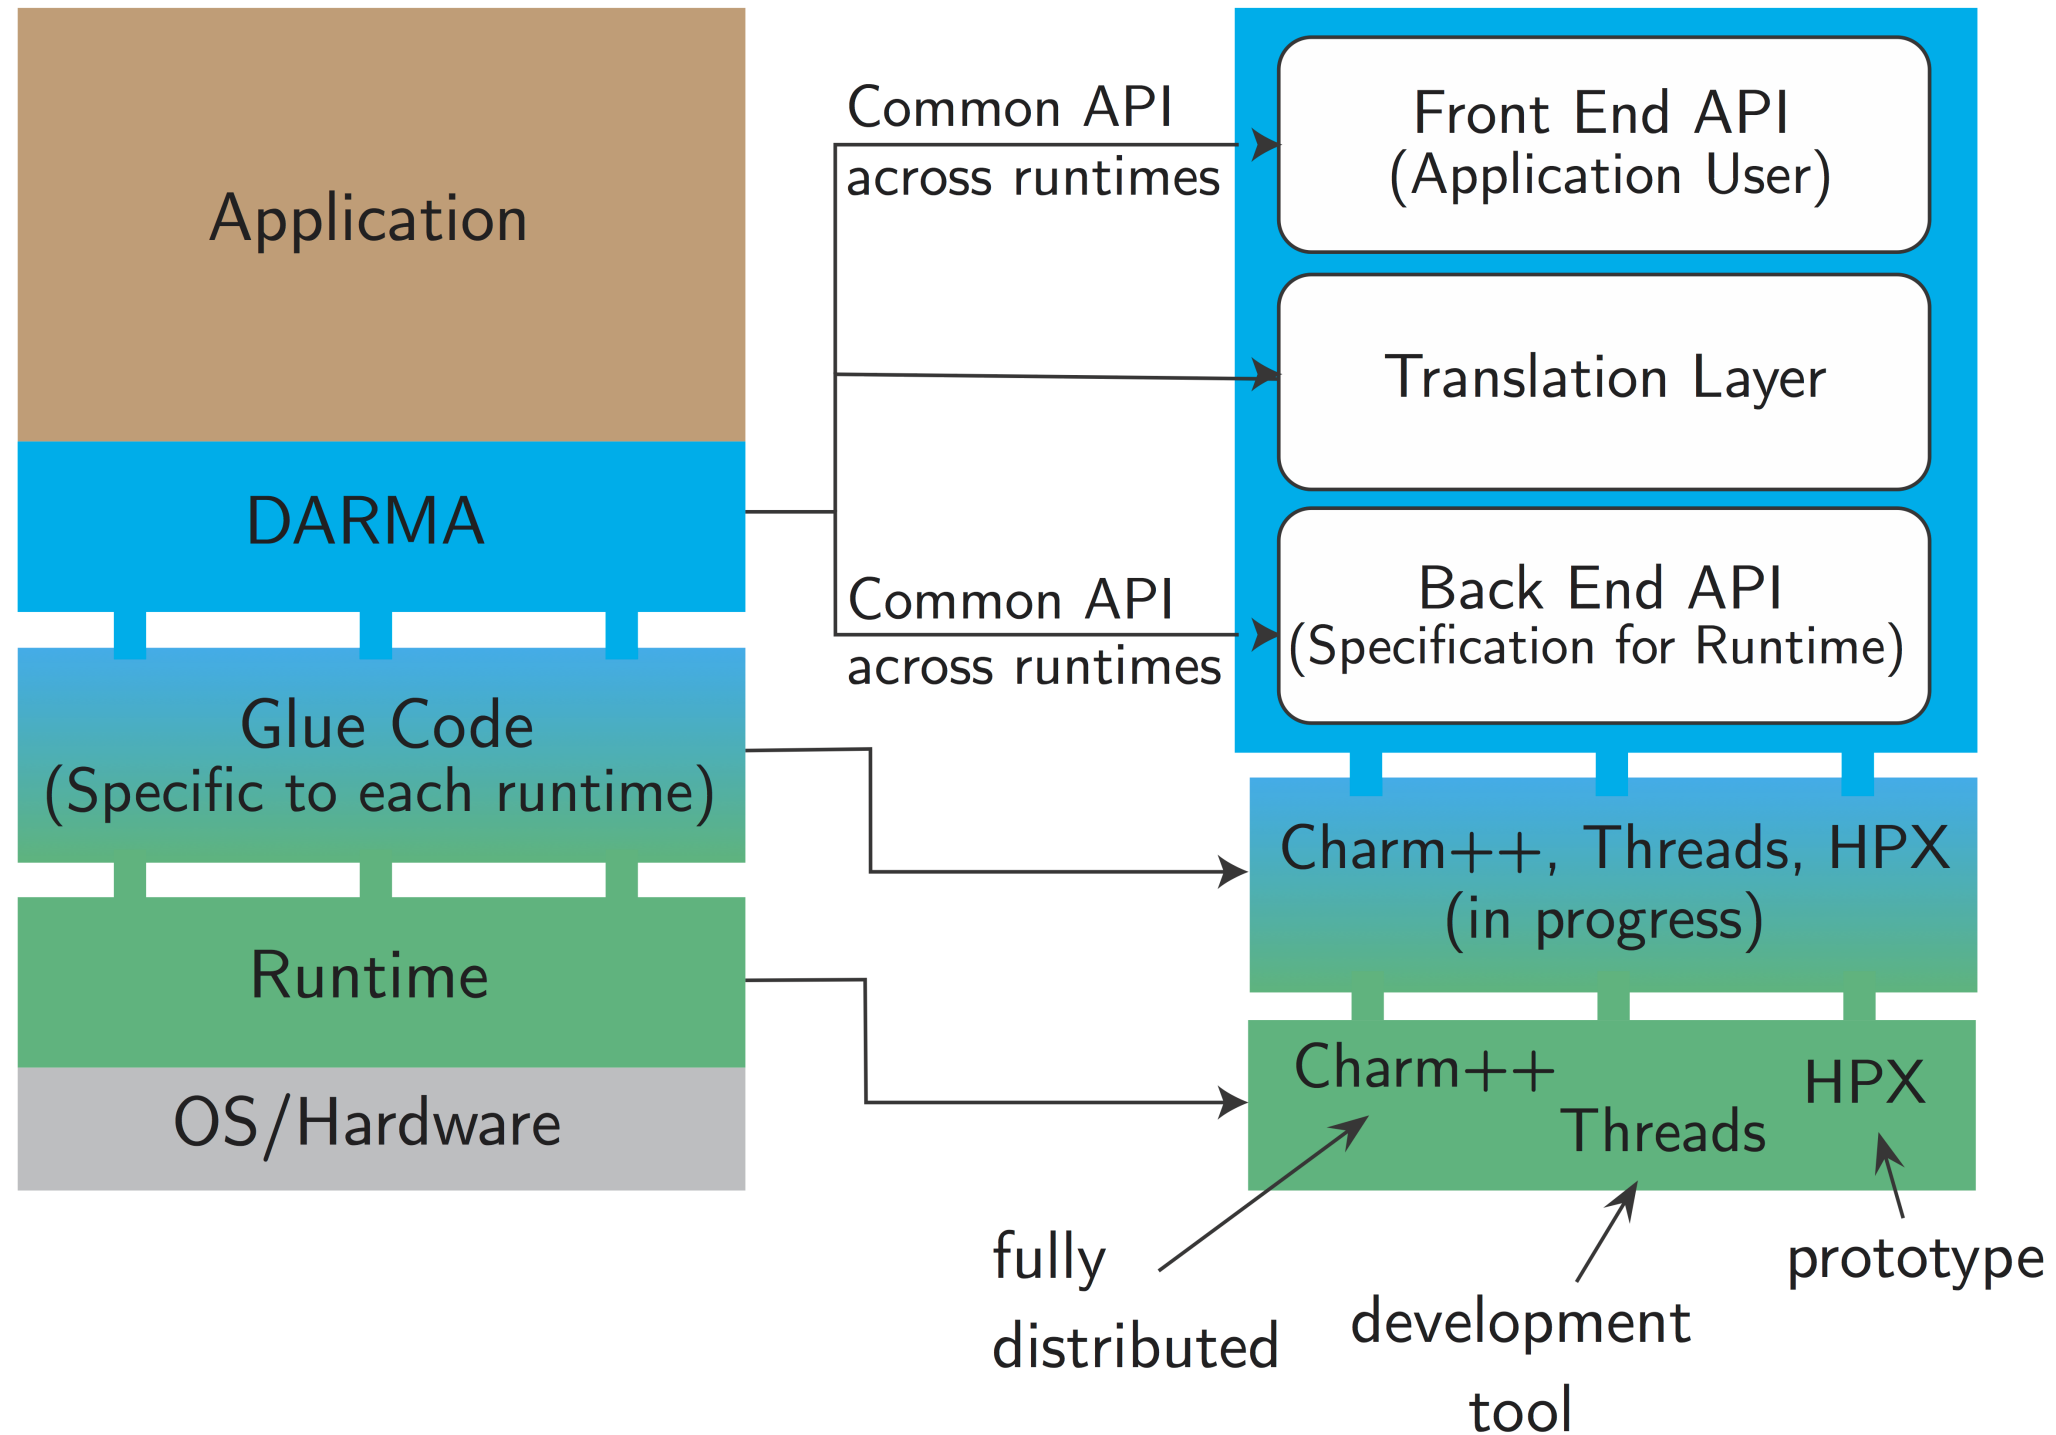 Application
DARMA
Glue Code
(Specific to each runtime)
Runtime
OS/Hardware
Common API
across runtimes
Common API
across runtimes
Front End API
(Application User)
Translation Layer
Back End API
(Specification for Runtime)
Charm++, Threads, HPX
(in progress)
Charm++
Threads
HPX
fully
distributed
development
tool
prototype